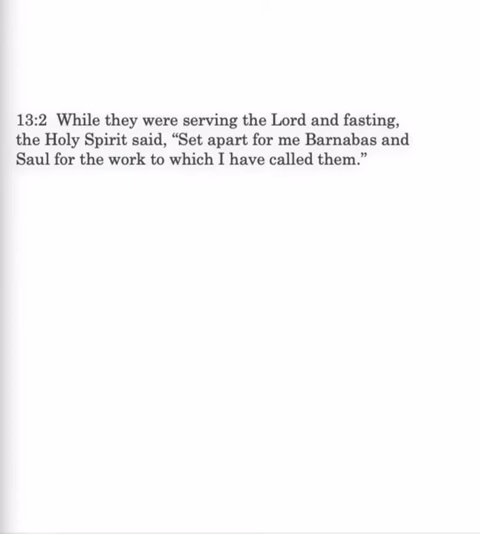 13:2 While they were serving the Lord and fasting,
the Holy Spirit said, “Set apart for me Barnabas and
Saul for the work to which I have called them.”